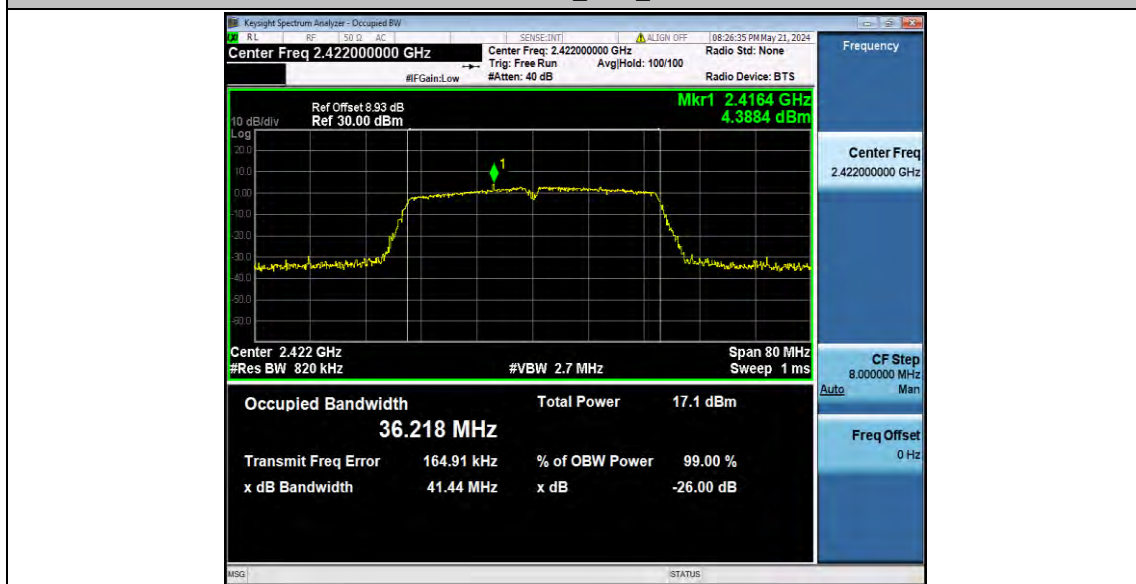 Keysight Spectrum Analyzer - Occupied BW
RL RF 50 Ω AC SENSE:INT ALIGN OFF 08:26:35 PM May 21, 2024
Center Freq 2.422000000 GHz Center Freq: 2.422000000 GHz Radio Std: None
Trig: Free Run Avg|Hold: 100/100
#IFGain:Low #Atten: 40 dB Radio Device: BTS
Frequency
Ref Offset 8.93 dB Mkr1 2.4164 GHz
10 dB/div Ref 30.00 dBm 4.3884 dBm
Log
20.0
10.0
0.00
-10.0
-20.0
-30.0
-40.0
-50.0
-60.0
1
Center Freq
2.422000000 GHz
Center 2.422 GHz Span 80 MHz
#Res BW 820 kHz #VBW 2.7 MHz Sweep 1 ms
CF Step
8.000000 MHz
Auto Man
Occupied Bandwidth Total Power 17.1 dBm
36.218 MHz
Transmit Freq Error 164.91 kHz % of OBW Power 99.00 %
x dB Bandwidth 41.44 MHz x dB -26.00 dB
Freq Offset
0 Hz
MSG STATUS